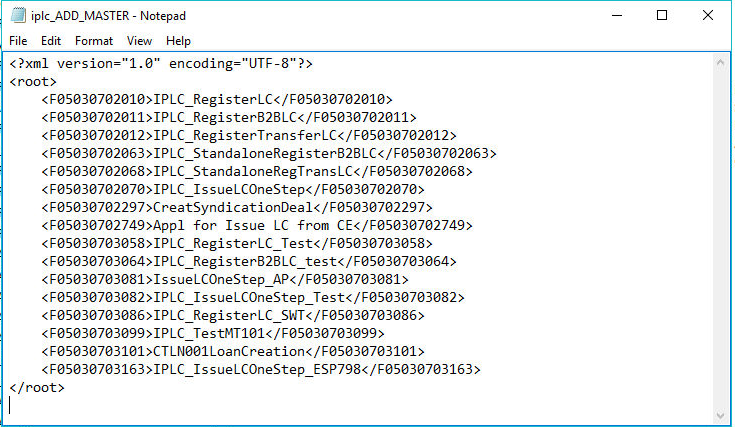 iplc_ADD_MASTER - Notepad
File Edit Format View Help
<?xml version="1.0" encoding="UTF-8"?>
<root>
    <F05030702010>IPLC_RegisterLC</F05030702010>
    <F05030702011>IPLC_RegisterB2BLC</F05030702011>
    <F05030702012>IPLC_RegisterTransferLC</F05030702012>
    <F05030702063>IPLC_StandaloneRegisterB2BLC</F05030702063>
    <F05030702068>IPLC_StandaloneRegTransLC</F05030702068>
    <F05030702070>IPLC_IssueLCOneStep</F05030702070>
    <F05030702297>CreatSyndicationDeal</F05030702297>
    <F05030702749>Appl for Issue LC from CE</F05030702749>
    <F05030703058>IPLC_RegisterLC_Test</F05030703058>
    <F05030703064>IPLC_RegisterB2BLC_test</F05030703064>
    <F05030703081>IssueLCOneStep_AP</F05030703081>
    <F05030703082>IPLC_IssueLCOneStep_Test</F05030703082>
    <F05030703086>IPLC_RegisterLC_SWT</F05030703086>
    <F05030703099>IPLC_TestMT101</F05030703099>
    <F05030703101>CTLN001LoanCreation</F05030703101>
    <F05030703163>IPLC_IssueLCOneStep_ESP798</F05030703163>
</root>